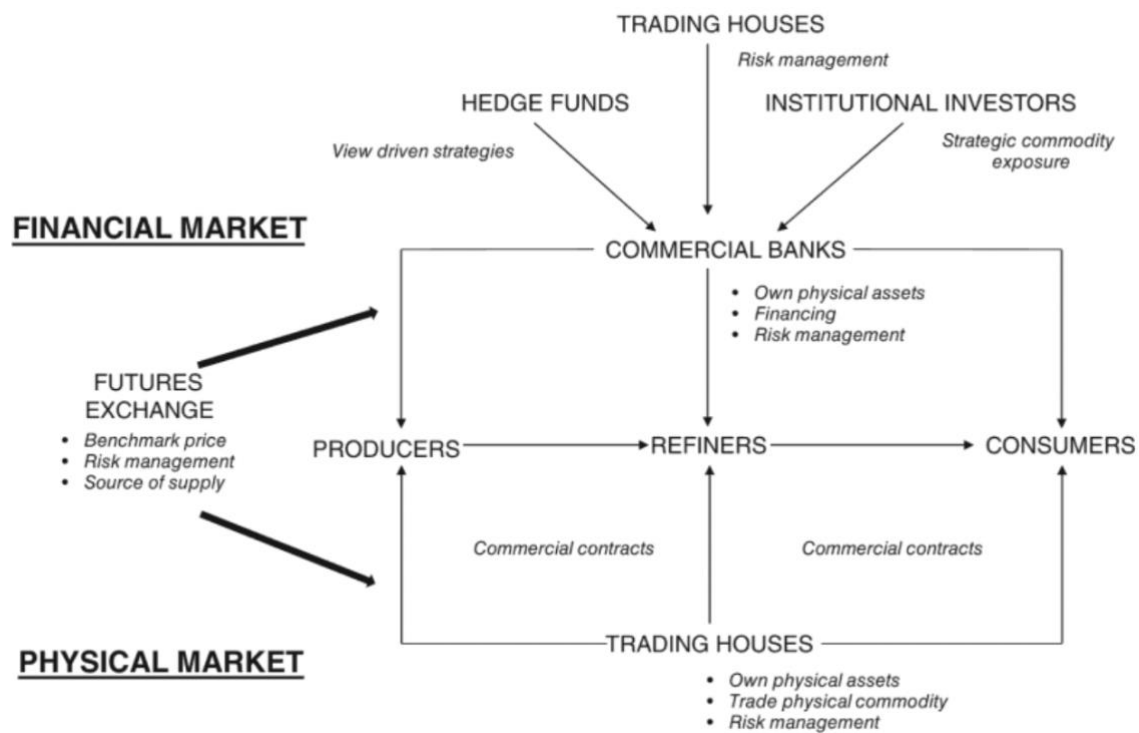 TRADING HOUSES
Risk management
HEDGE FUNDS
INSTITUTIONAL INVESTORS
View driven strategies
Strategic commodity
exposure
FINANCIAL MARKET
COMMERCIAL BANKS
• Own physical assets
• Financing
• Risk management
FUTURES
EXCHANGE
• Benchmark price
• Risk management
• Source of supply
PRODUCERS
REFINERS
CONSUMERS
Commercial contracts
Commercial contracts
PHYSICAL MARKET
TRADING HOUSES
• Own physical assets
• Trade physical commodity
• Risk management